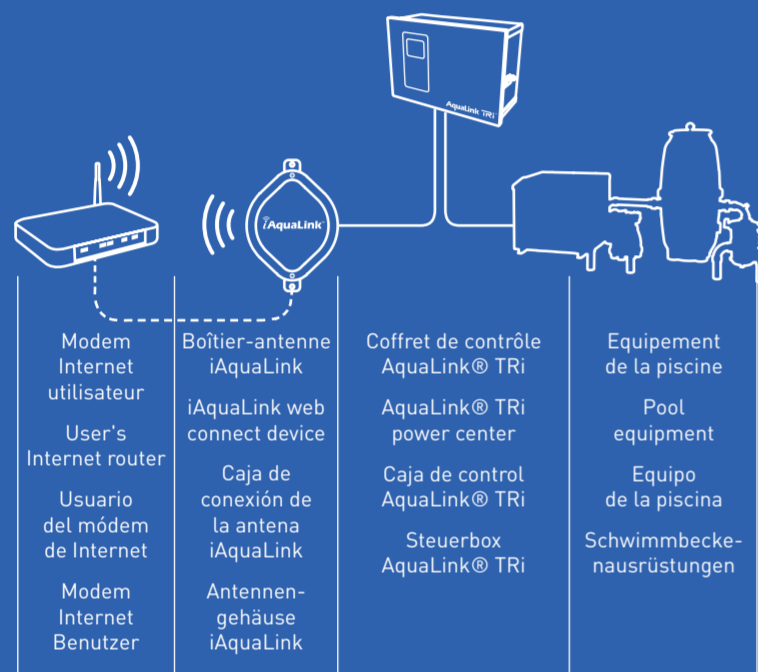 AquaLink TRi
iAquaLink™
Modem
Internet
utilisateur
User's
Internet router
Usuario
del módem
de Internet
Modem
Internet
Benutzer
Boîtier-antenne
iAquaLink
iAquaLink web
connect device
Caja de
conexión de
la antena
iAquaLink
Antennen-
gehäuse
iAquaLink
Coffret de contrôle
AquaLink® TRi
AquaLink® TRi
power center
Caja de control
AquaLink® TRi
Steuerbox
AquaLink® TRi
Equipement
de la piscine
Pool
equipment
Equipo
de la piscina
Schwimmbecke-
nausrüstungen